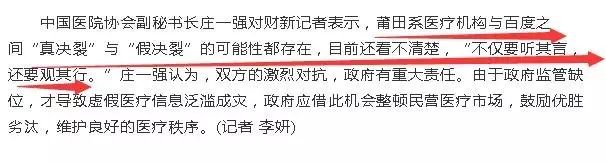 中国医院协会副秘书长庄一强对财新记者表示，莆田系医疗机构与百度之
间“真决裂”与“假决裂”的可能性都存在，目前还看不清楚，“不仅要听其言，
还要观其行。”庄一强认为，双方的激烈对抗，政府有重大责任。由于政府监管缺
位，才导致虚假医疗信息泛滥成灾，政府应借此机会整顿民营医疗市场，鼓励优胜
劣汰，维护良好的医疗秩序。(记者 李妍)